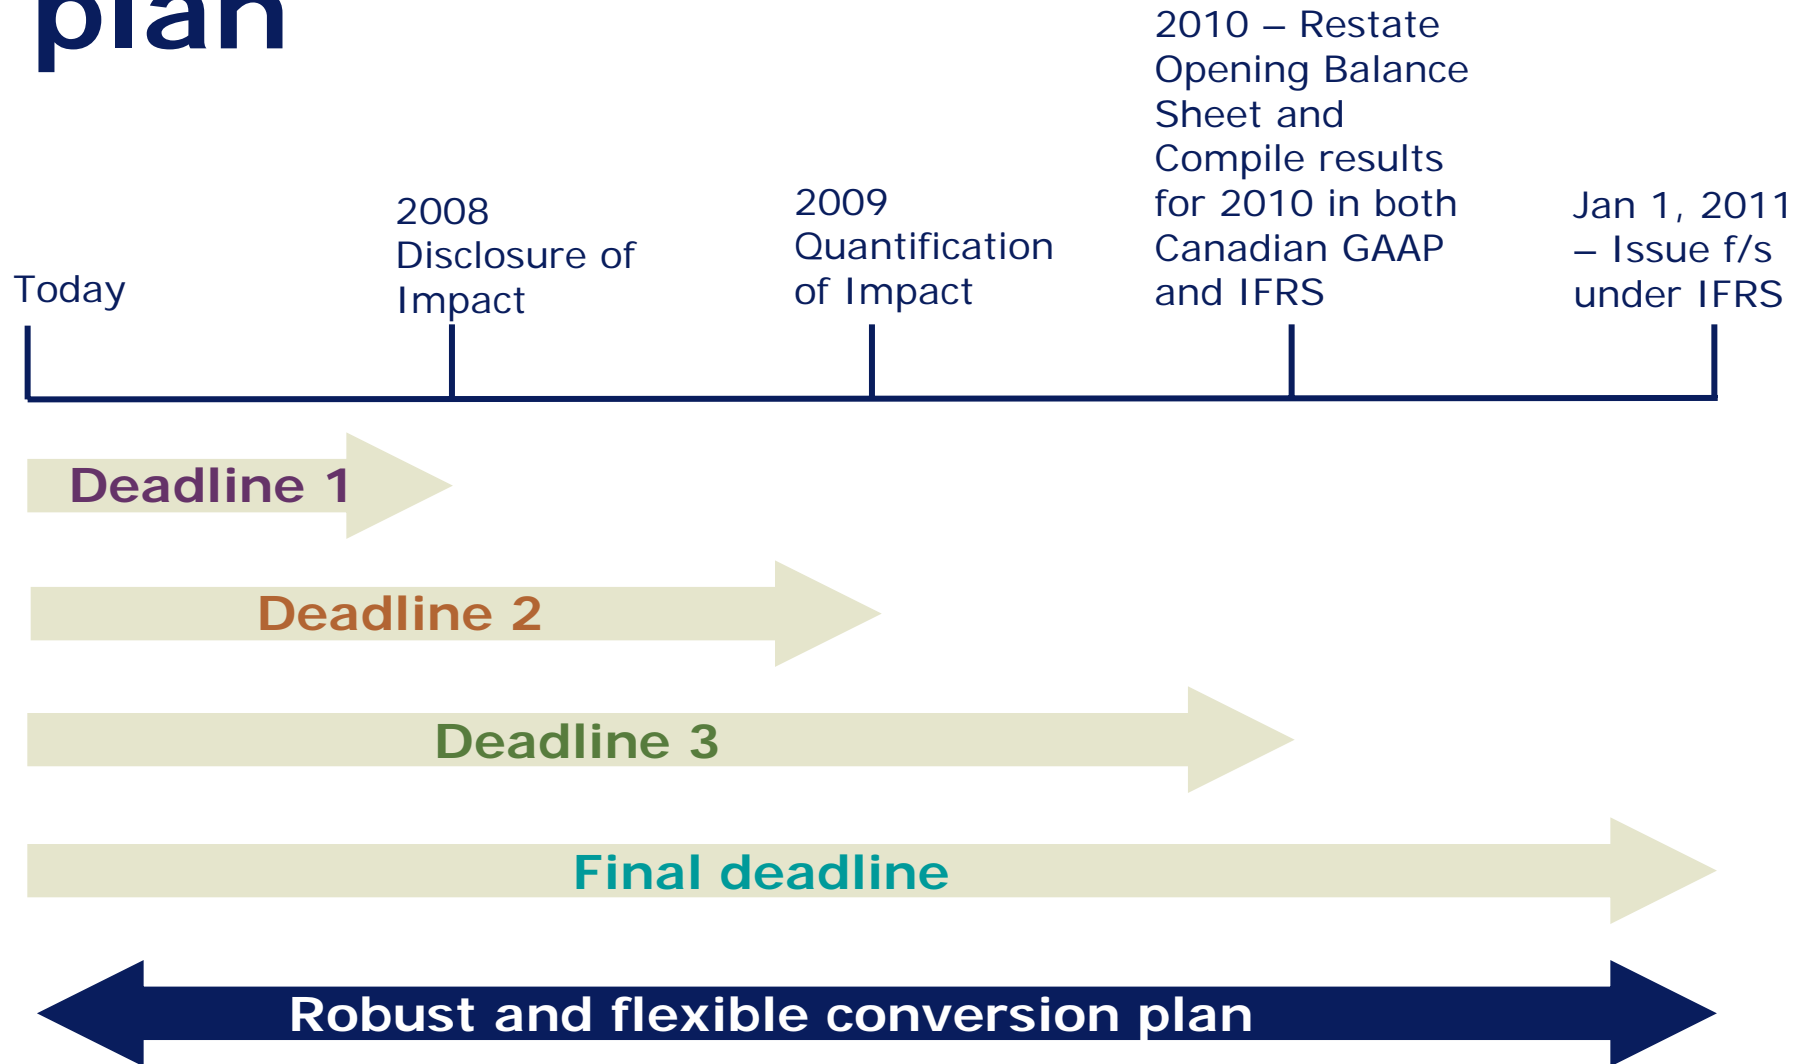 plan
Today
2008
Disclosure of
Impact
2009
Quantification
of Impact
2010 – Restate
Opening Balance
Sheet and
Compile results
for 2010 in both
Canadian GAAP
and IFRS
Jan 1, 2011
– Issue f/s
under IFRS
Deadline 1
Deadline 2
Deadline 3
Final deadline
Robust and flexible conversion plan